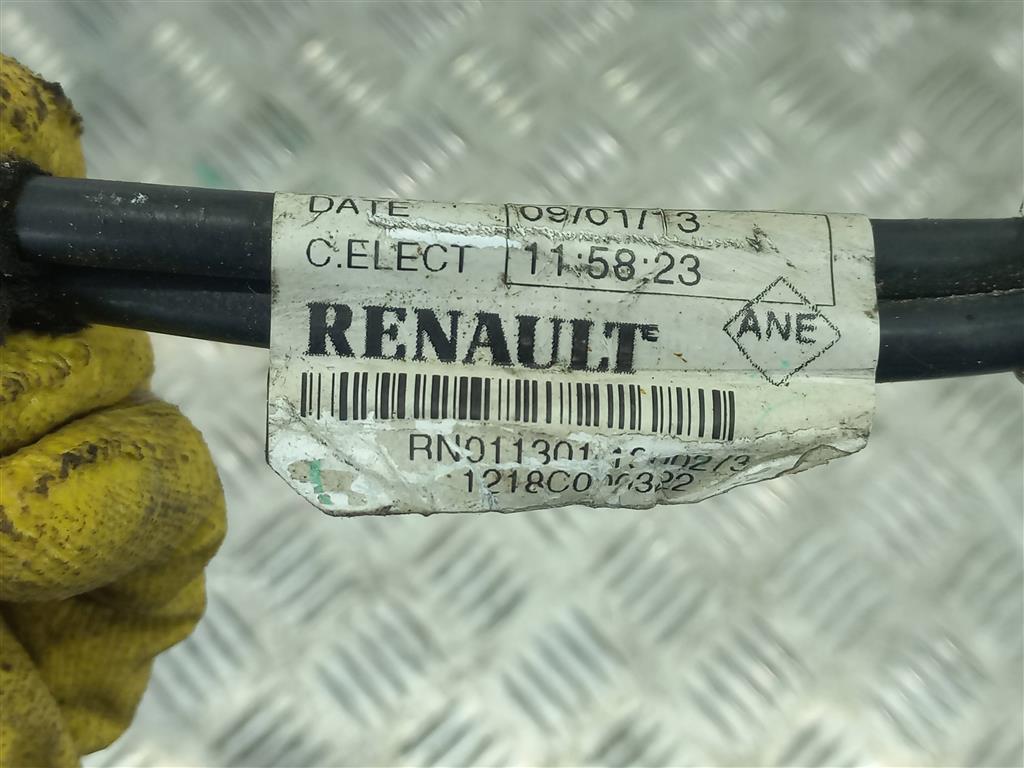 DATE 09/01/13
C.ELECT 11:58:23
RENAULT E
ANE